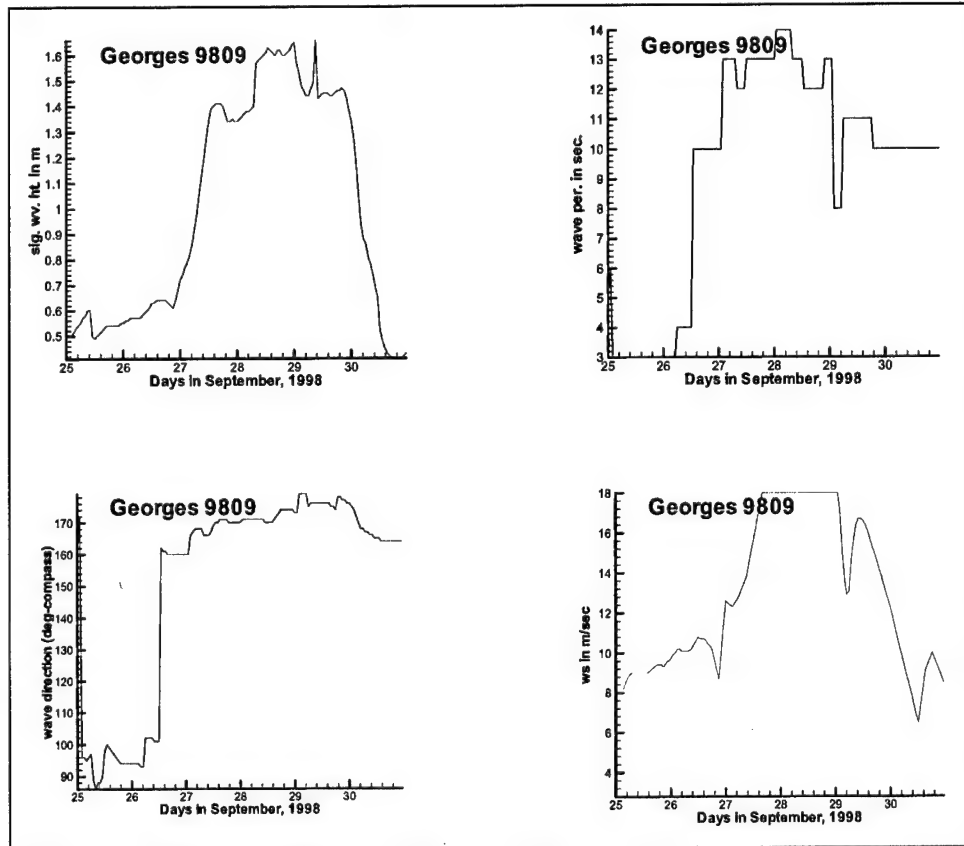 Georges 9809
sig. wv. ht. in m
1.6
1.5
1.4
1.3
1.2
1.1
1
0.9
0.8
0.7
0.6
0.5
25 26 27 28 29 30
Days in September, 1998
Georges 9809
wave per. in sec.
14
13
12
11
10
9
8
7
6
5
4
3
25 26 27 28 29 30
Days in September, 1998
Georges 9809
wave direction (deg-compass)
170
160
150
140
130
120
110
100
90
25 26 27 28 29 30
Days in September, 1998
Georges 9809
ws in m/sec
18
16
14
12
10
8
6
4
25 26 27 28 29 30
Days in September, 1998